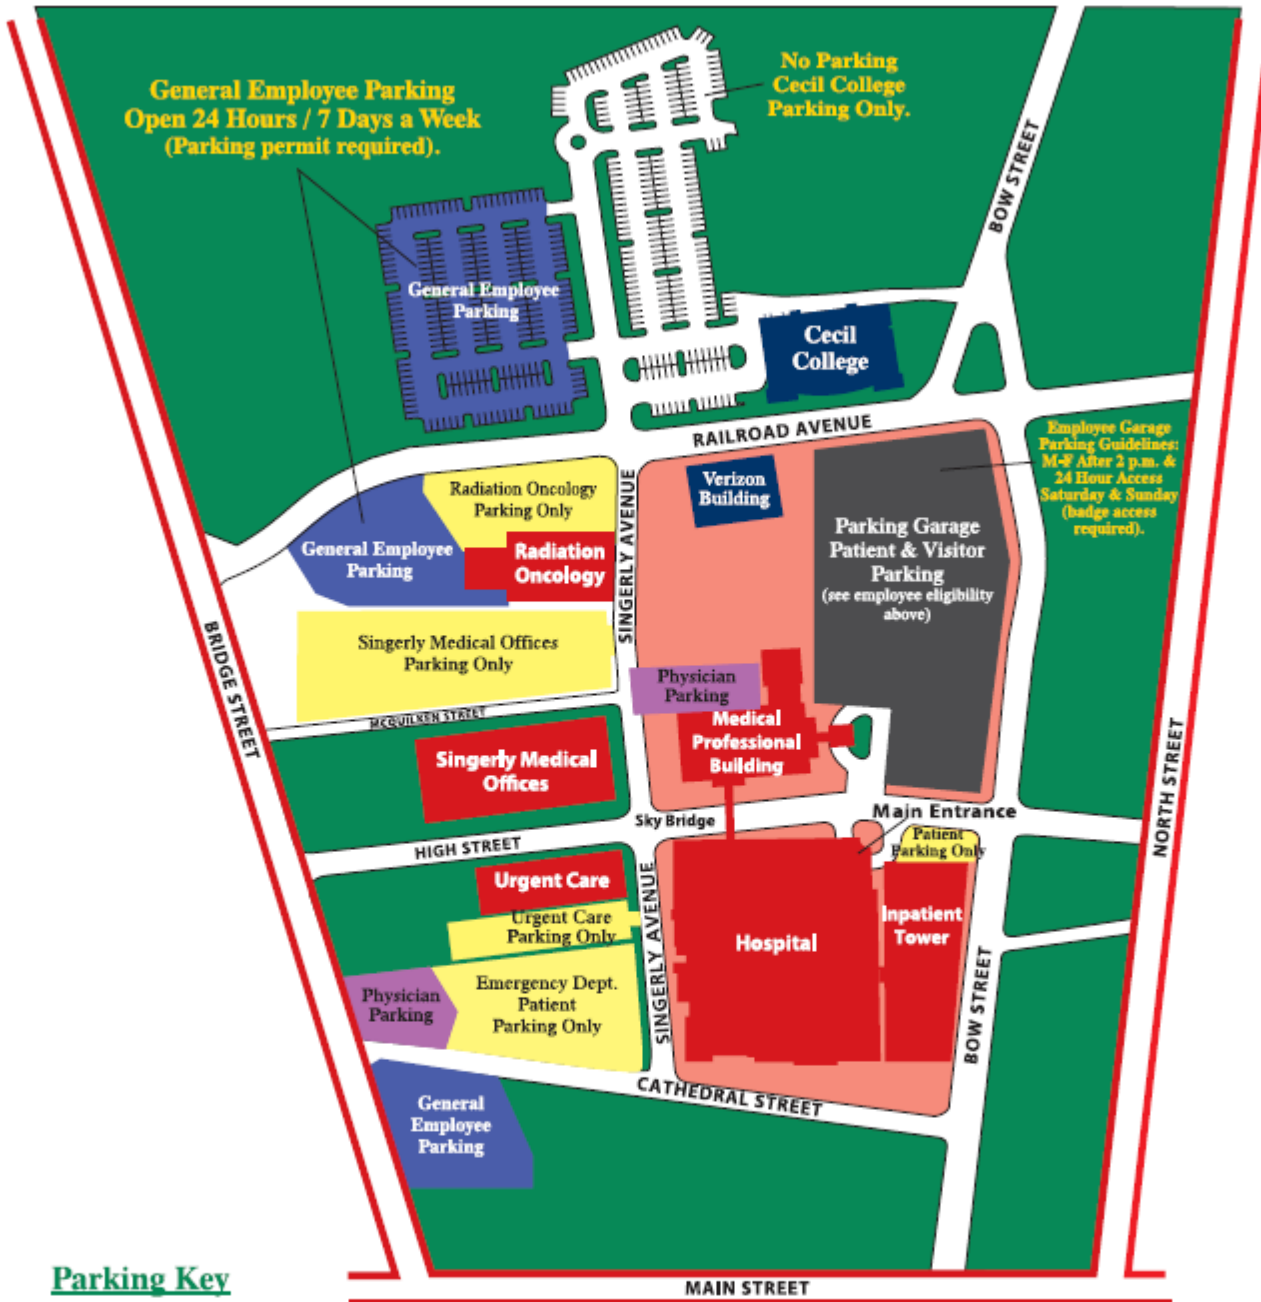 General Employee Parking
Open 24 Hours / 7 Days a Week
(Parking permit required).
No Parking
Cecil College
Parking Only.
BOW STREET
General Employee
Parking
Cecil
College
RAILROAD AVENUE
Employee Garage
Parking Guidelines:
M-F After 2 p.m. &
24 Hour Access
Saturday & Sunday
(badge access
required).
Verizon
Building
Radiation Oncology
Parking Only
SINGERLY AVENUE
General Employee
Parking
Radiation
Oncology
Parking Garage
Patient & Visitor
Parking
(see employee eligibility
above)
BRIDGE STREET
Singerly Medical Offices
Parking Only
Physician
Parking
MCQUILKEN STREET
Medical
Professional
Building
Singerly Medical
Offices
NORTH STREET
Sky Bridge
Main Entrance
HIGH STREET
Patient
Parking Only
Urgent Care
SINGERLY AVENUE
Urgent Care
Parking Only
Hospital
Inpatient
Tower
BOW STREET
Physician
Parking
Emergency Dept.
Patient
Parking Only
CATHEDRAL STREET
General
Employee
Parking
Parking Key
MAIN STREET